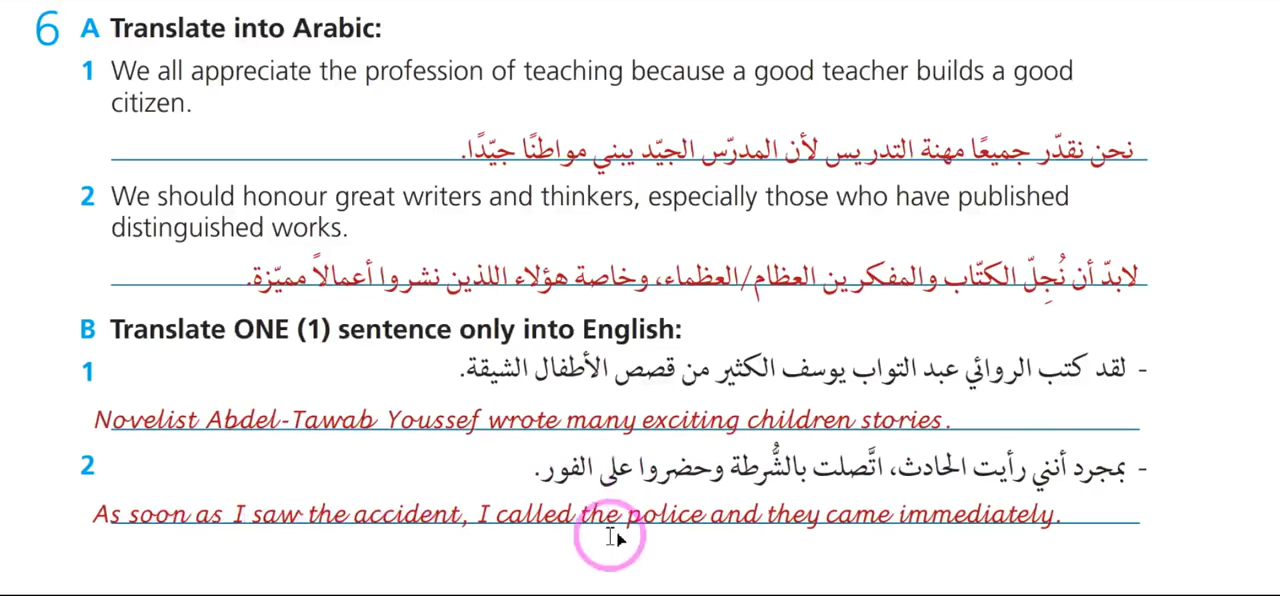 6 A Translate into Arabic:
1 We all appreciate the profession of teaching because a good teacher builds a good
citizen.
نحن نقدّر جميعًا مهنة التدريس لأن المدرّس الجيّد يبني مواطنًا جيّدًا.
2 We should honour great writers and thinkers, especially those who have published
distinguished works.
لابدّ أن نُجِلّ الكتّاب والمفكرين العظام/العظماء، وخاصة هؤلاء اللذين نشروا أعمالاً مميّزة.
B Translate ONE (1) sentence only into English:
1 - لقد كتب الروائي عبد التواب يوسف الكثير من قصص الأطفال الشيقة.
Novelist Abdel-Tawab Youssef wrote many exciting children stories.
2 - بمجرد أنني رأيت الحادث، اتَّصلت بالشُّرطة وحضروا على الفور.
As soon as I saw the accident, I called the police and they came immediately.